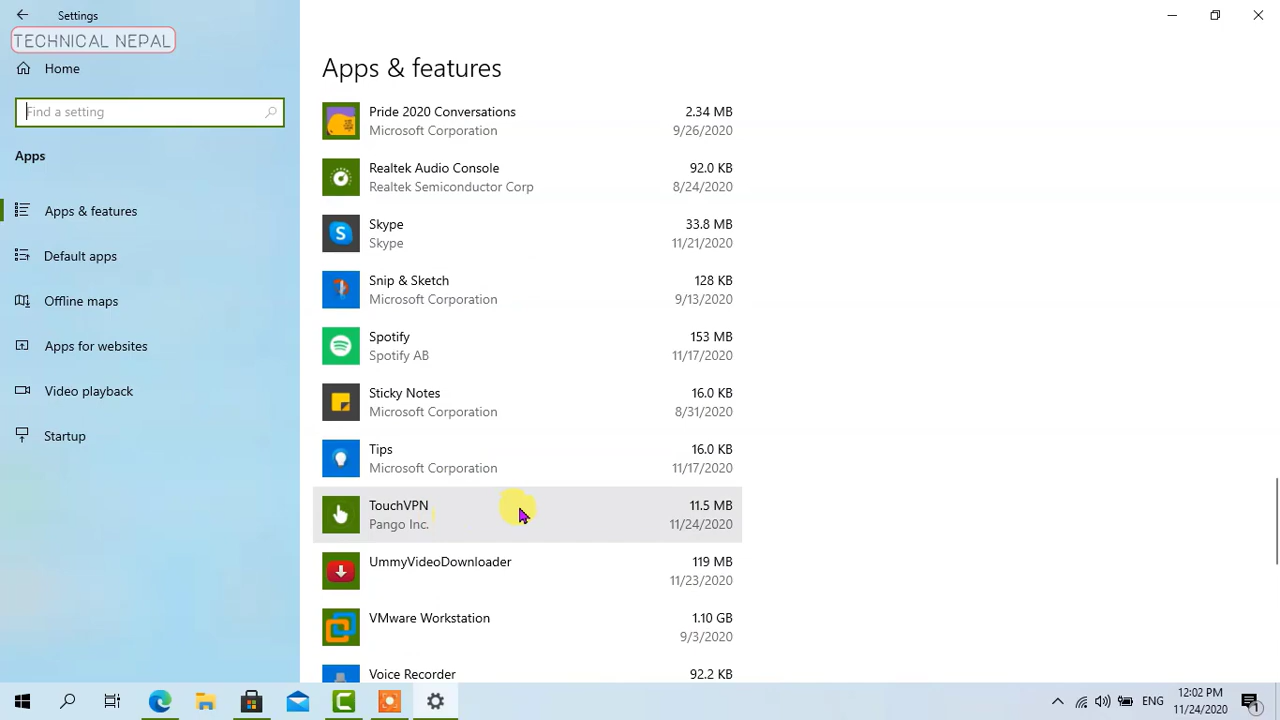 Settings
TECHNICAL NEPAL
Home
Find a setting
Apps
Apps & features
Default apps
Offline maps
Apps for websites
Video playback
Startup
Apps & features
Pride 2020 Conversations 2.34 MB
Microsoft Corporation 9/26/2020
Realtek Audio Console 92.0 KB
Realtek Semiconductor Corp 8/24/2020
Skype 33.8 MB
Skype 11/21/2020
Snip & Sketch 128 KB
Microsoft Corporation 9/13/2020
Spotify 153 MB
Spotify AB 11/17/2020
Sticky Notes 16.0 KB
Microsoft Corporation 8/31/2020
Tips 16.0 KB
Microsoft Corporation 11/17/2020
TouchVPN 11.5 MB
Pango Inc. 11/24/2020
UmmyVideoDownloader 119 MB
11/23/2020
VMware Workstation 1.10 GB
9/3/2020
Voice Recorder 92.2 KB
ENG
12:02 PM
11/24/2020
1